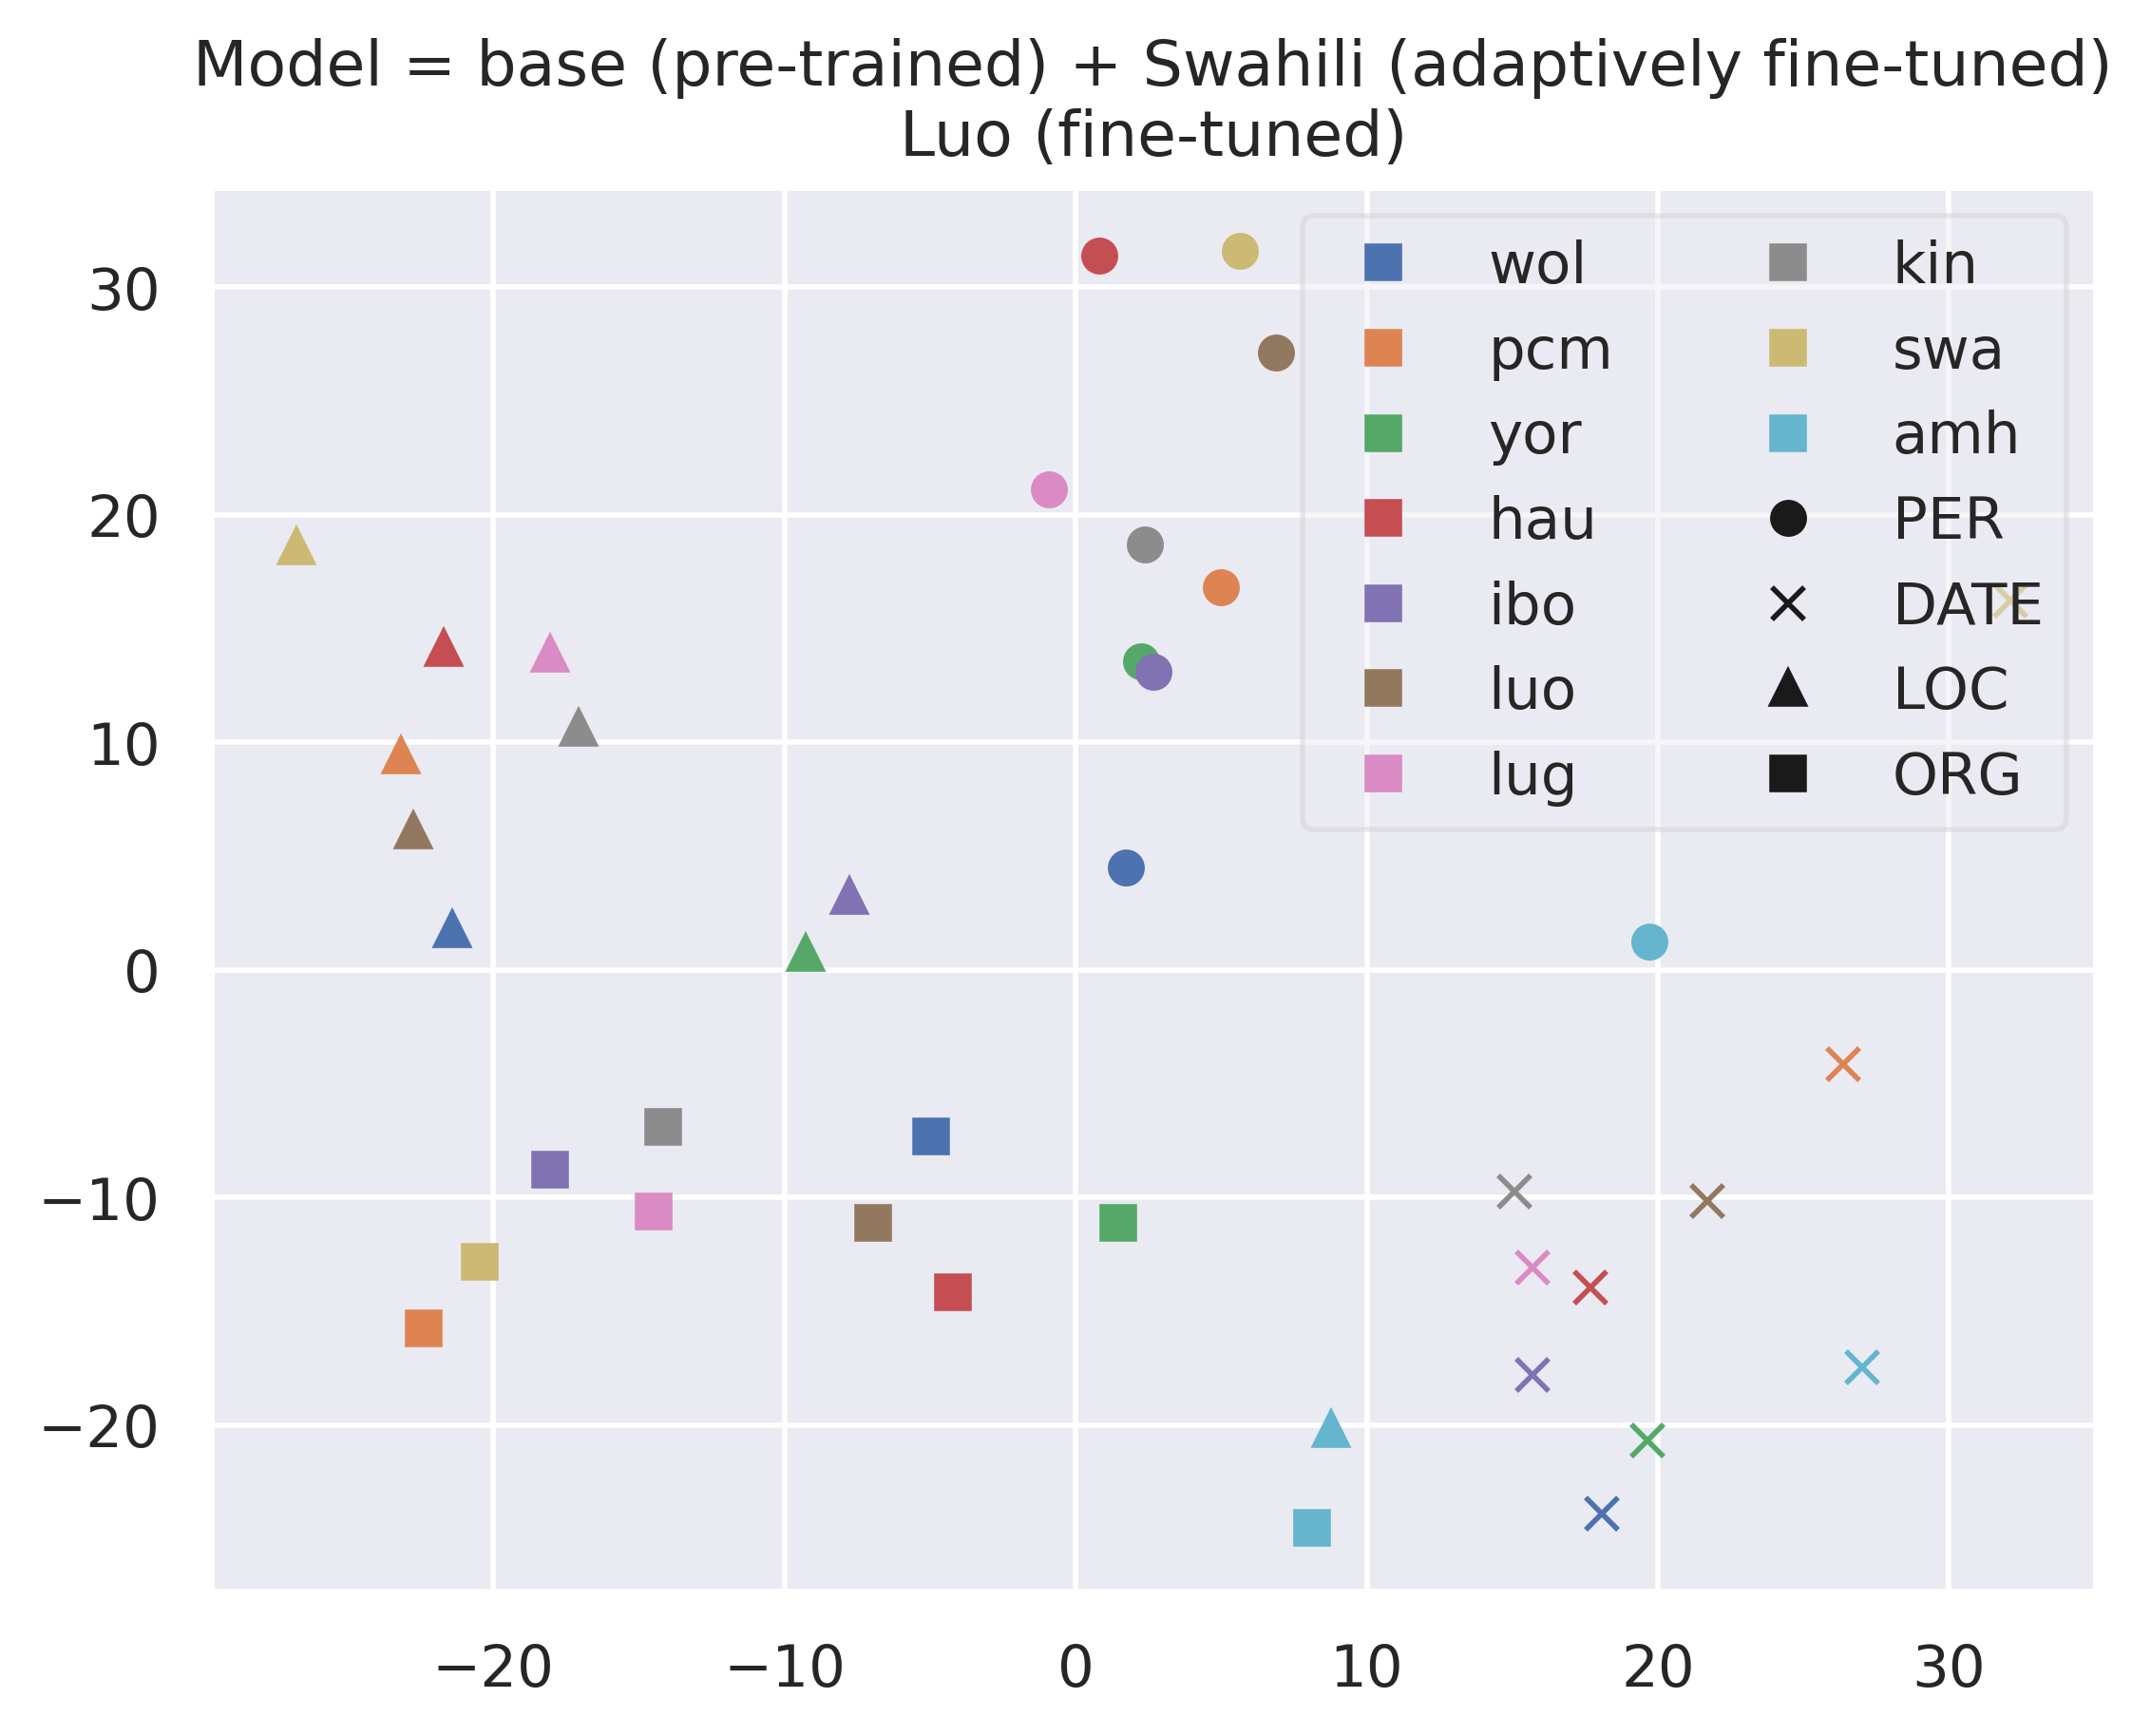 Model = base (pre-trained) + Swahili (adaptively fine-tuned)
Luo (fine-tuned)
wol
pcm
yor
hau
ibo
luo
lug
kin
swa
amh
PER
DATE
LOC
ORG
30
20
10
0
−10
−20
−20
−10
0
10
20
30